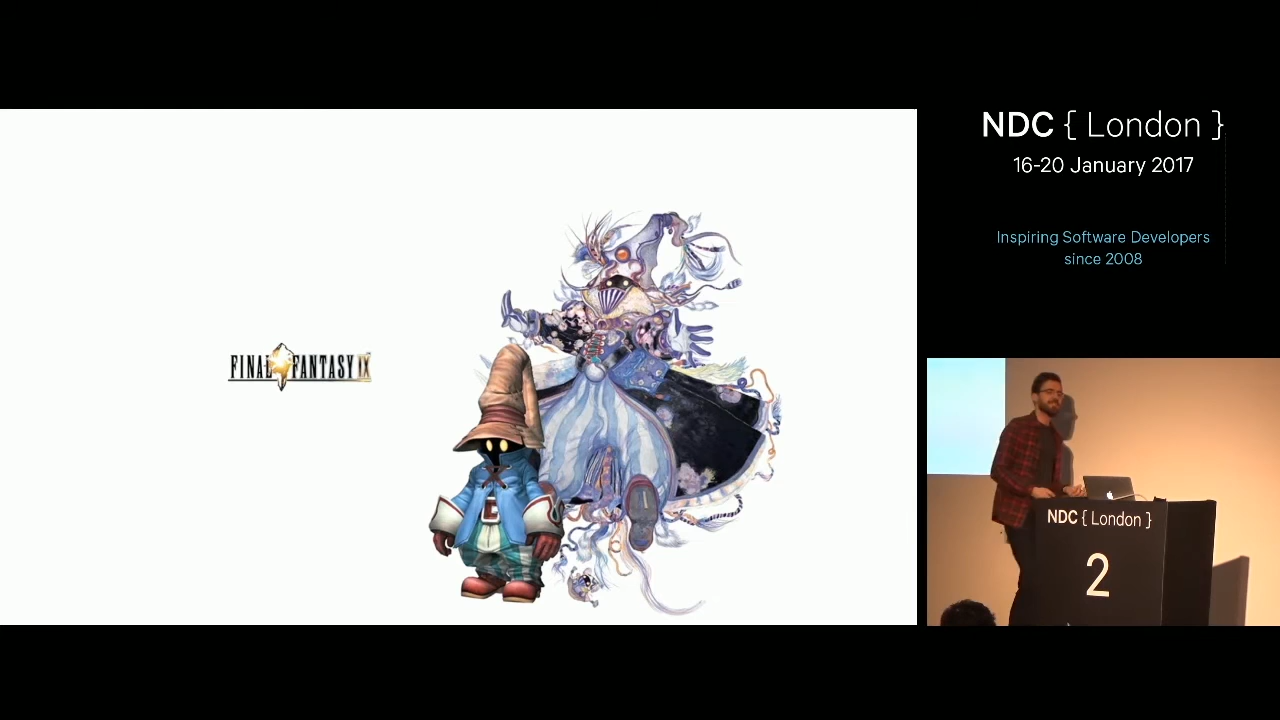 FINAL FANTASY IX
NDC { London }
16-20 January 2017
Inspiring Software Developers
since 2008
NDC { London }
2